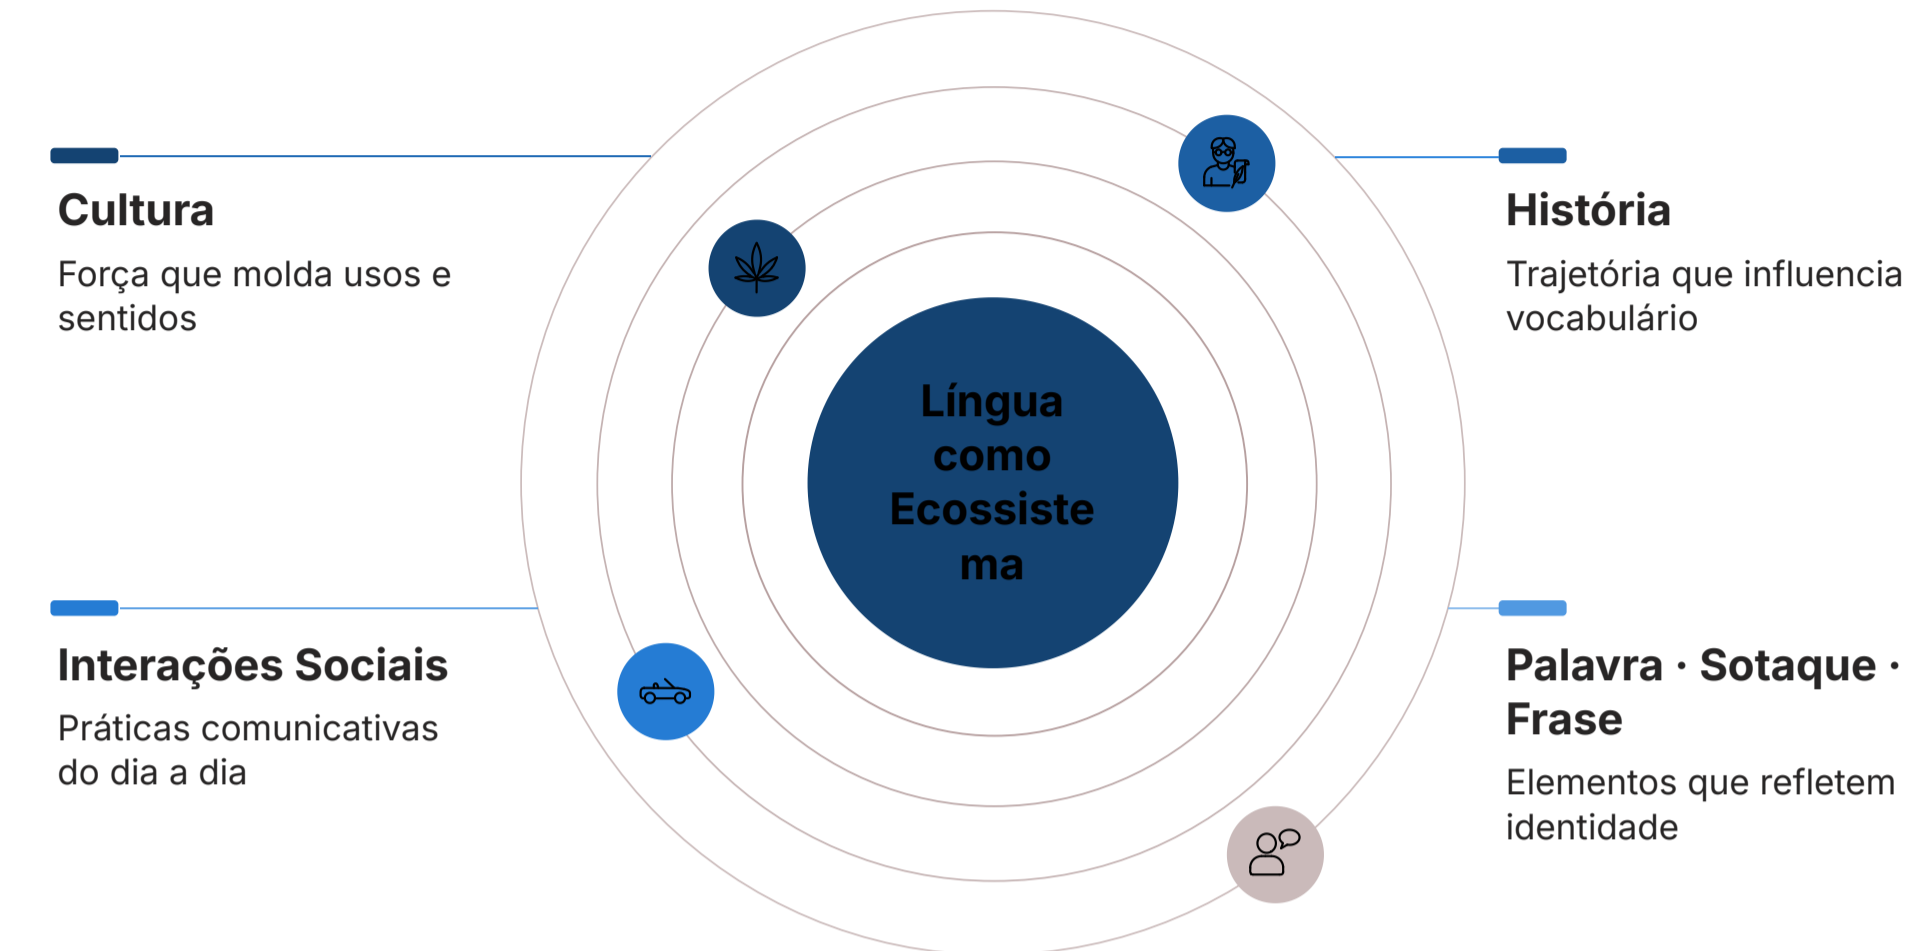 Cultura
Força que molda usos e
sentidos
História
Trajetória que influencia
vocabulário
Língua
como
Ecossiste
ma
Interações Sociais
Práticas comunicativas
do dia a dia
Palavra · Sotaque ·
Frase
Elementos que refletem
identidade